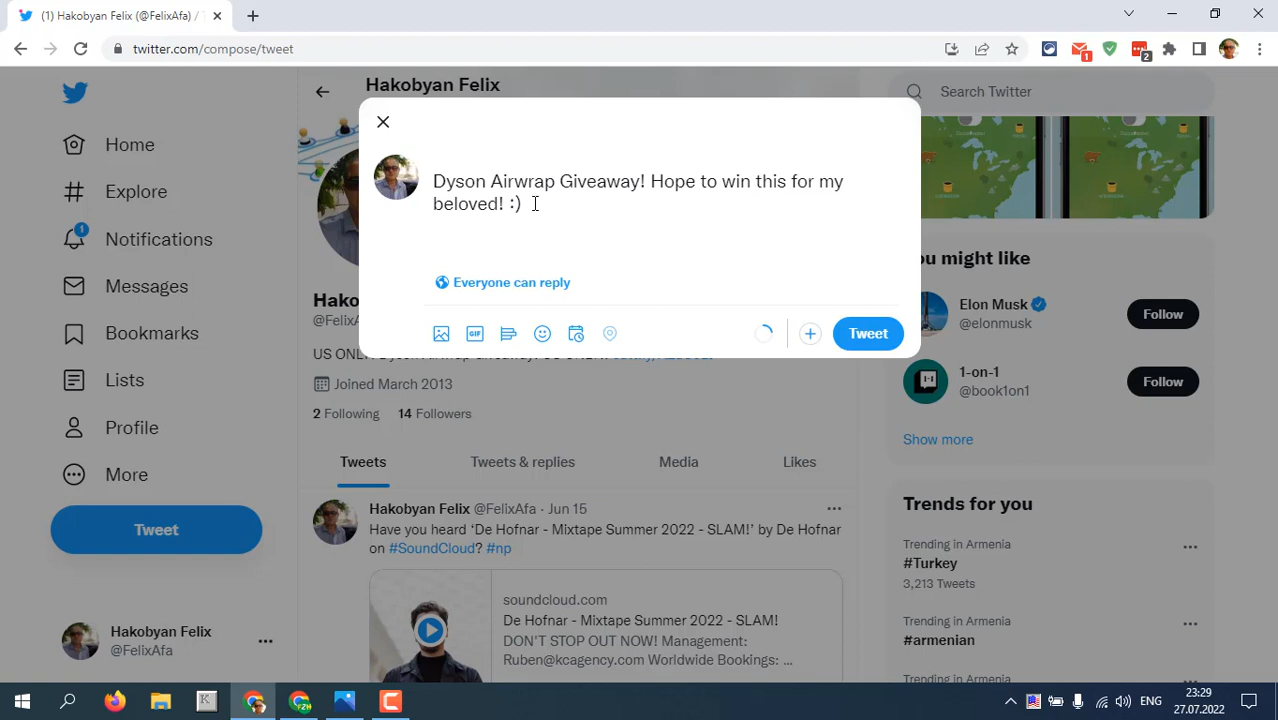 (1) Hakobyan Felix (@FelixAfa) / T
twitter.com/compose/tweet
1
2
Hakobyan Felix
Search Twitter
Home
Explore
1
Notifications
Messages
Bookmarks
Lists
Profile
More
Tweet
Hakobyan Felix
@FelixAfa
Dyson Airwrap Giveaway! Hope to win this for my
beloved! :)
Everyone can reply
GIF
Tweet
Joined March 2013
2 Following 14 Followers
Tweets
Tweets & replies
Media
Likes
Hakobyan Felix @FelixAfa · Jun 15
Have you heard ‘De Hofnar - Mixtape Summer 2022 - SLAM!’ by De Hofnar
on #SoundCloud? #np
soundcloud.com
De Hofnar - Mixtape Summer 2022 - SLAM!
DON'T STOP OUT NOW! Management:
Ruben@kcagency.com Worldwide Bookings: ...
ou might like
Elon Musk
@elonmusk
Follow
1-on-1
@book1on1
Follow
Show more
Trends for you
Trending in Armenia
#Turkey
3,213 Tweets
Trending in Armenia
#armenian
Trending in Armenia
K
FZH
ENG
23:29
27.07.2022